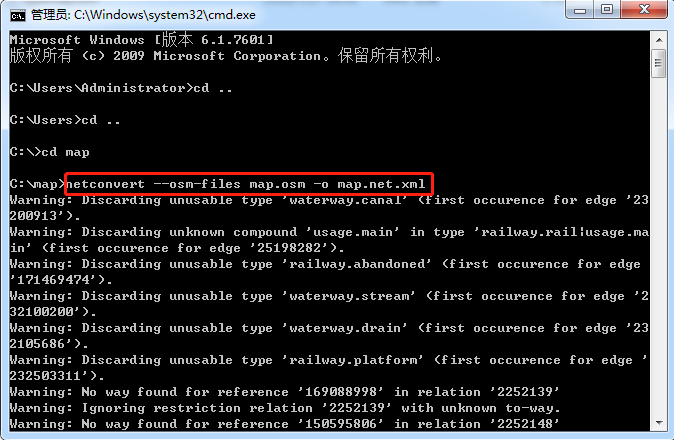 管理员: C:\Windows\system32\cmd.exe
Microsoft Windows [版本 6.1.7601]
版权所有 (c) 2009 Microsoft Corporation。保留所有权利。
C:\Users\Administrator>cd ..
C:\Users>cd ..
C:\>cd map
C:\map>netconvert --osm-files map.osm -o map.net.xml
Warning: Discarding unusable type 'waterway.canal' (first occurence for edge '23
200913').
Warning: Discarding unknown compound 'usage.main' in type 'railway.rail|usage.ma
in' (first occurence for edge '25198282').
Warning: Discarding unusable type 'railway.abandoned' (first occurence for edge
'171469474').
Warning: Discarding unusable type 'waterway.stream' (first occurence for edge '2
32100200').
Warning: Discarding unusable type 'waterway.drain' (first occurence for edge '23
2105686').
Warning: Discarding unusable type 'railway.platform' (first occurence for edge '
232503311').
Warning: No way found for reference '169088998' in relation '2252139'
Warning: Ignoring restriction relation '2252139' with unknown to-way.
Warning: No way found for reference '150595806' in relation '2252148'